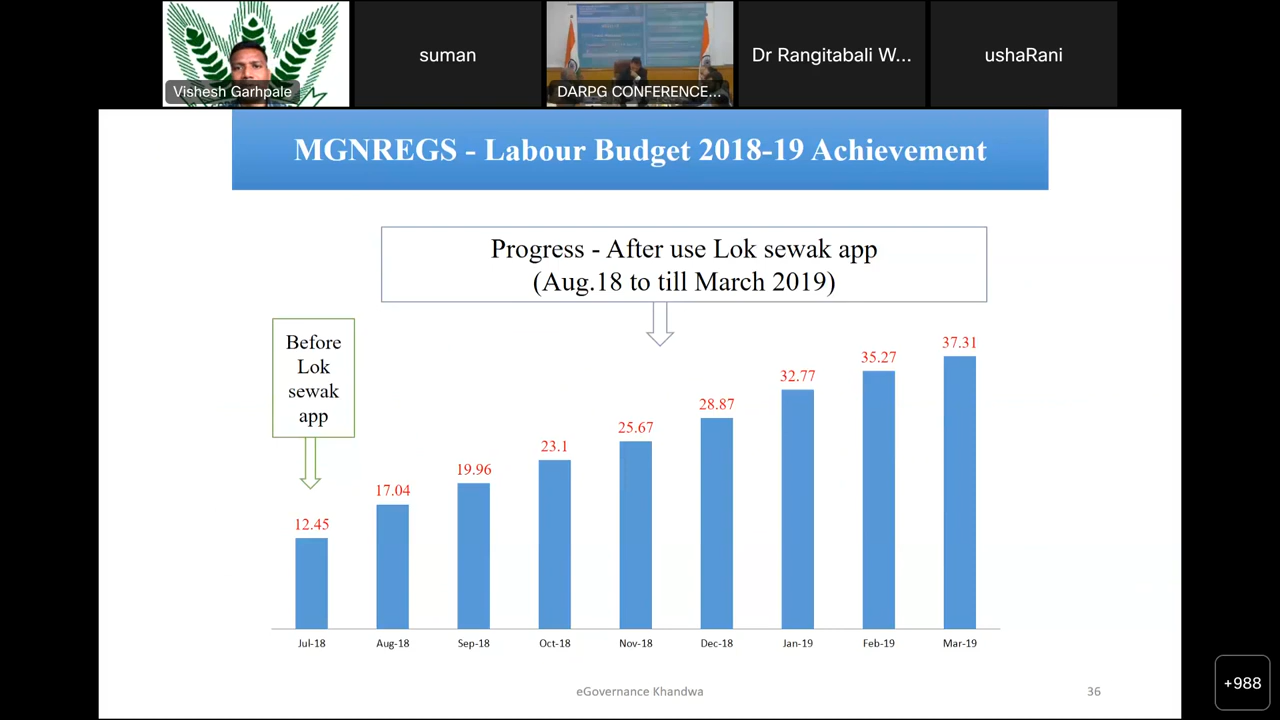 Vishesh Garhpale
suman
DARPG CONFERENCE...
Dr Rangitabali W...
ushaRani
MGNREGS - Labour Budget 2018-19 Achievement
Progress - After use Lok sewak app
(Aug.18 to till March 2019)
Before
Lok
sewak
app
12.45
17.04
19.96
23.1
25.67
28.87
32.77
35.27
37.31
Jul-18
Aug-18
Sep-18
Oct-18
Nov-18
Dec-18
Jan-19
Feb-19
Mar-19
eGovernance Khandwa
36
+988